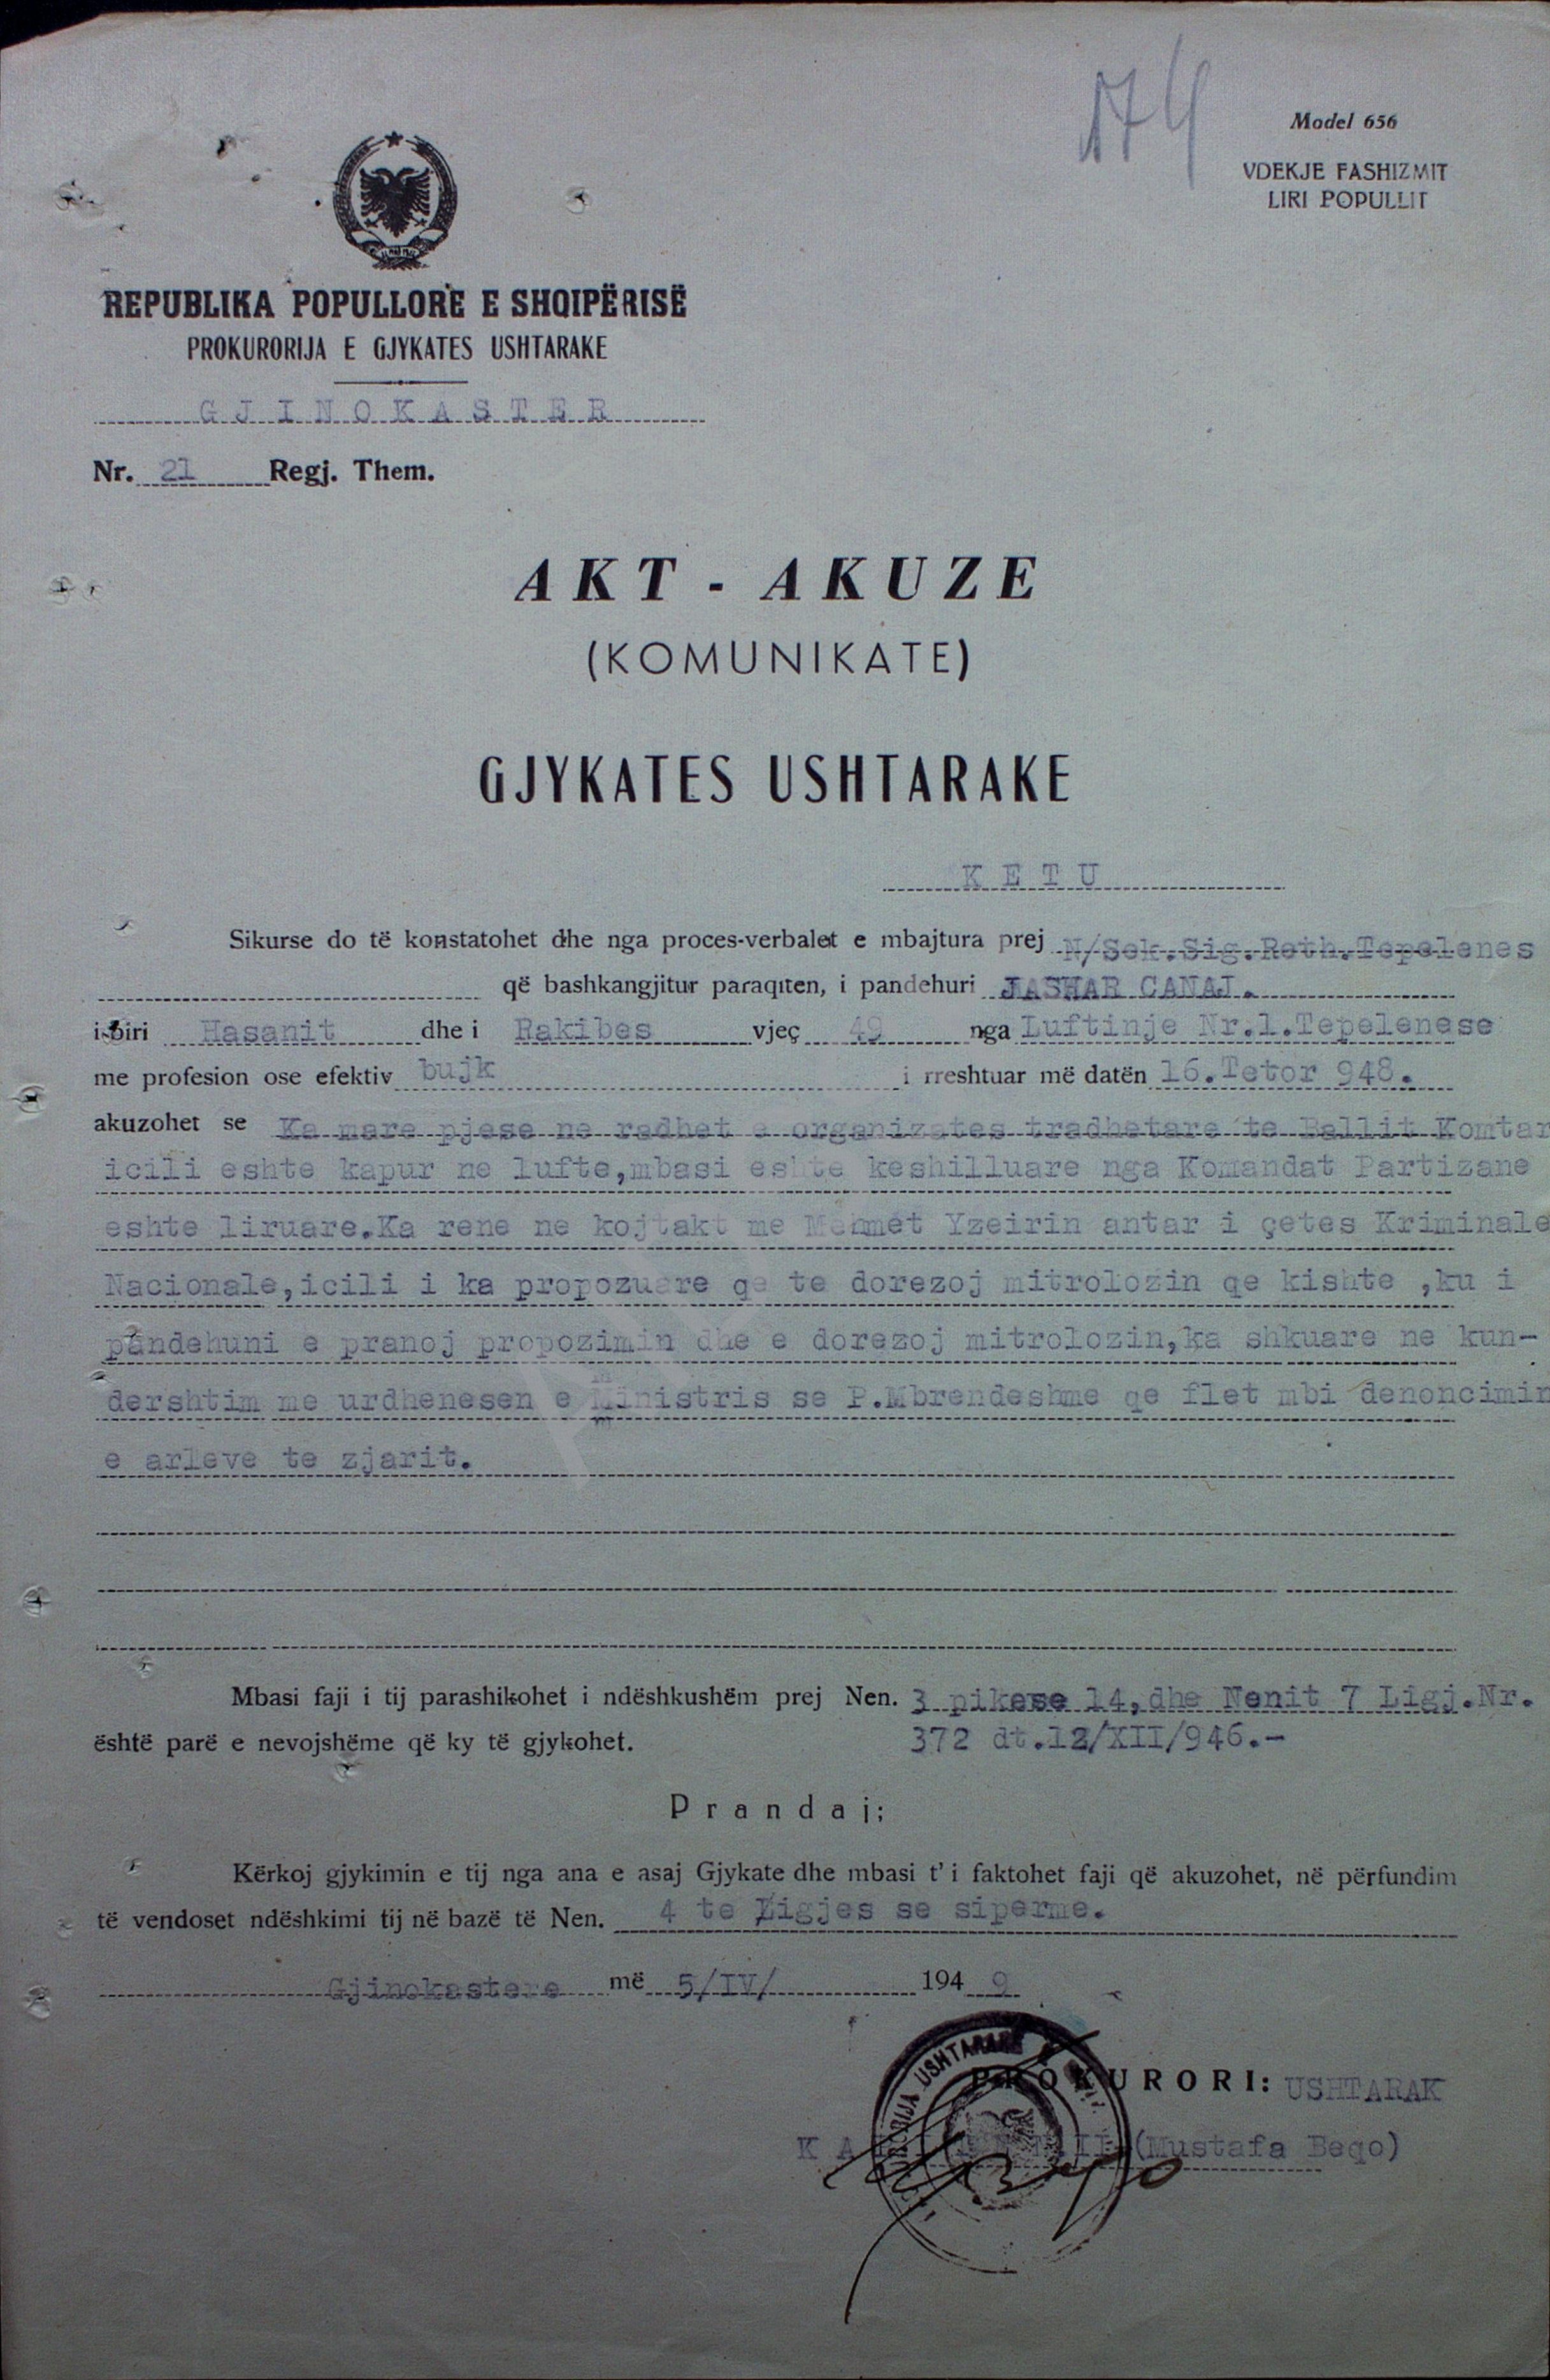 174
Model 656
VDEKJE FASHIZMIT
LIRI POPULLIT
REPUBLIKA POPULLORE E SHQIPËRISË
PROKURORIJA E GJYKATES USHTARAKE
G J I N O K A S T E R
Nr. 21 Regj. Them.
AKT - AKUZE
(KOMUNIKATE)
GJYKATES USHTARAKE
K E T U
Sikurse do të konstatohet dhe nga proces-verbalet e mbajtura prej N/Sek.Sig.Reth.Tepelenes
që bashkangjitur paraqiten, i pandehuri JASHAR CANAJ.
i biri Hasanit dhe i Rakibes vjeç 49 nga Luftinje Nr.1.Tepelenese
me profesion ose efektiv bujk i rreshtuar më datën 16.Tetor 948.
akuzohet se Ka mare pjese ne radhet e organizates tradhetare te Ballit Komtar
icili eshte kapur ne lufte,mbasi eshte keshilluare nga Komandat Partizane
eshte liruare.Ka rene ne kojtakt me Mehmet Yzeirin antar i çetes Kriminale
Nacionale,icili i ka propozuare qe te dorezoj mitrolozin qe kishte ,ku i
pandehuni e pranoj propozimin dhe e dorezoj mitrolozin,ka shkuare ne kun-
dershtim me urdhenesen e Ministris se P.Mbrendeshme qe flet mbi denoncimin
e arleve te zjarit.
Mbasi faji i tij parashikohet i ndëshkushëm prej Nen. 3 pikese 14,dhe Nenit 7 Ligj.Nr.
është parë e nevojshëme që ky të gjykohet. 372 dt.12/XII/946.-
Prandaj;
Kërkoj gjykimin e tij nga ana e asaj Gjykate dhe mbasi t' i faktohet faji që akuzohet, në përfundim
të vendoset ndëshkimi tij në bazë të Nen. 4 te Ligjes se siperme.
Gjinokastere më 5/IV/ 194 9
PROKURORI: USHTARAK
(Mustafa Beqo)